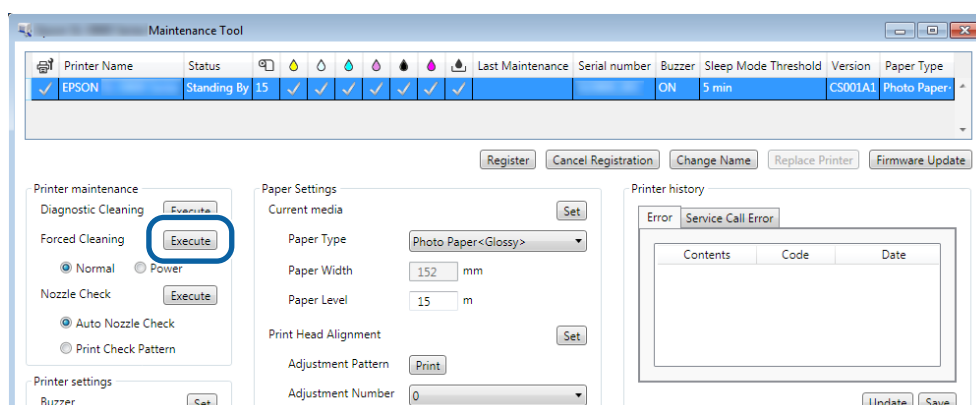 Maintenance Tool
Printer Name Status Last Maintenance Serial number Buzzer Sleep Mode Threshold Version Paper Type
EPSON Standing By 15 ON 5 min CS001A1 Photo Paper
Register Cancel Registration Change Name Replace Printer Firmware Update
Printer maintenance
Diagnostic Cleaning Execute
Forced Cleaning Execute
Normal Power
Nozzle Check Execute
Auto Nozzle Check
Print Check Pattern
Printer settings
Buzzer Set
Paper Settings
Current media Set
Paper Type Photo Paper<Glossy>
Paper Width 152 mm
Paper Level 15 m
Print Head Alignment Set
Adjustment Pattern Print
Adjustment Number 0
Printer history
Error Service Call Error
Contents Code Date
Update Save